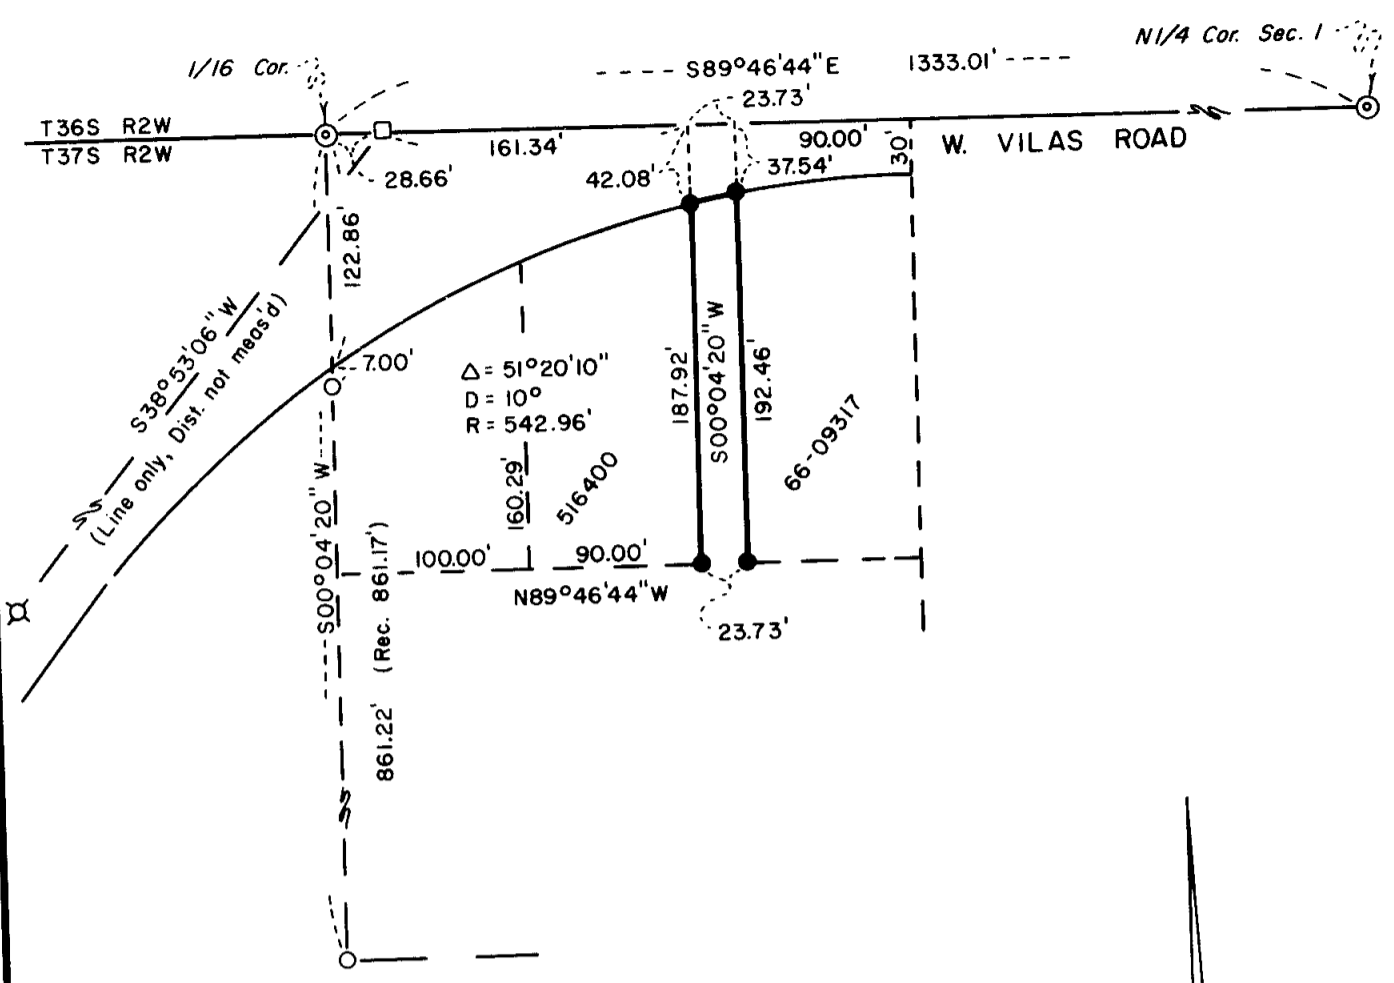 N1/4 Cor. Sec. 1
1/16 Cor.
S89°46'44"E 1333.01'
23.73'
T36S R2W
T37S R2W
161.34'
90.00'
30'
W. VILAS ROAD
28.66'
42.08'
37.54'
122.86'
S38°53'06"W
(Line only, Dist. not meas'd)
7.00'
Δ = 51°20'10"
D = 10°
R = 542.96'
187.92'
S00°04'20"W
192.46'
66-09317
160.29'
516400
S00°04'20"W
(Rec. 861.17')
861.22'
100.00'
90.00'
N89°46'44"W
23.73'